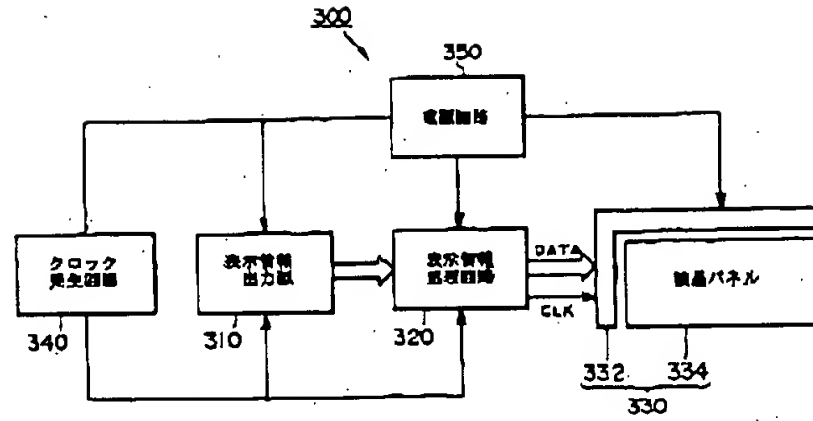 300
350
電源回路
クロック
発生回路
表示情報
出力源
表示情報
処理回路
DATA
CLK
液晶パネル
340
310
320
332
334
330